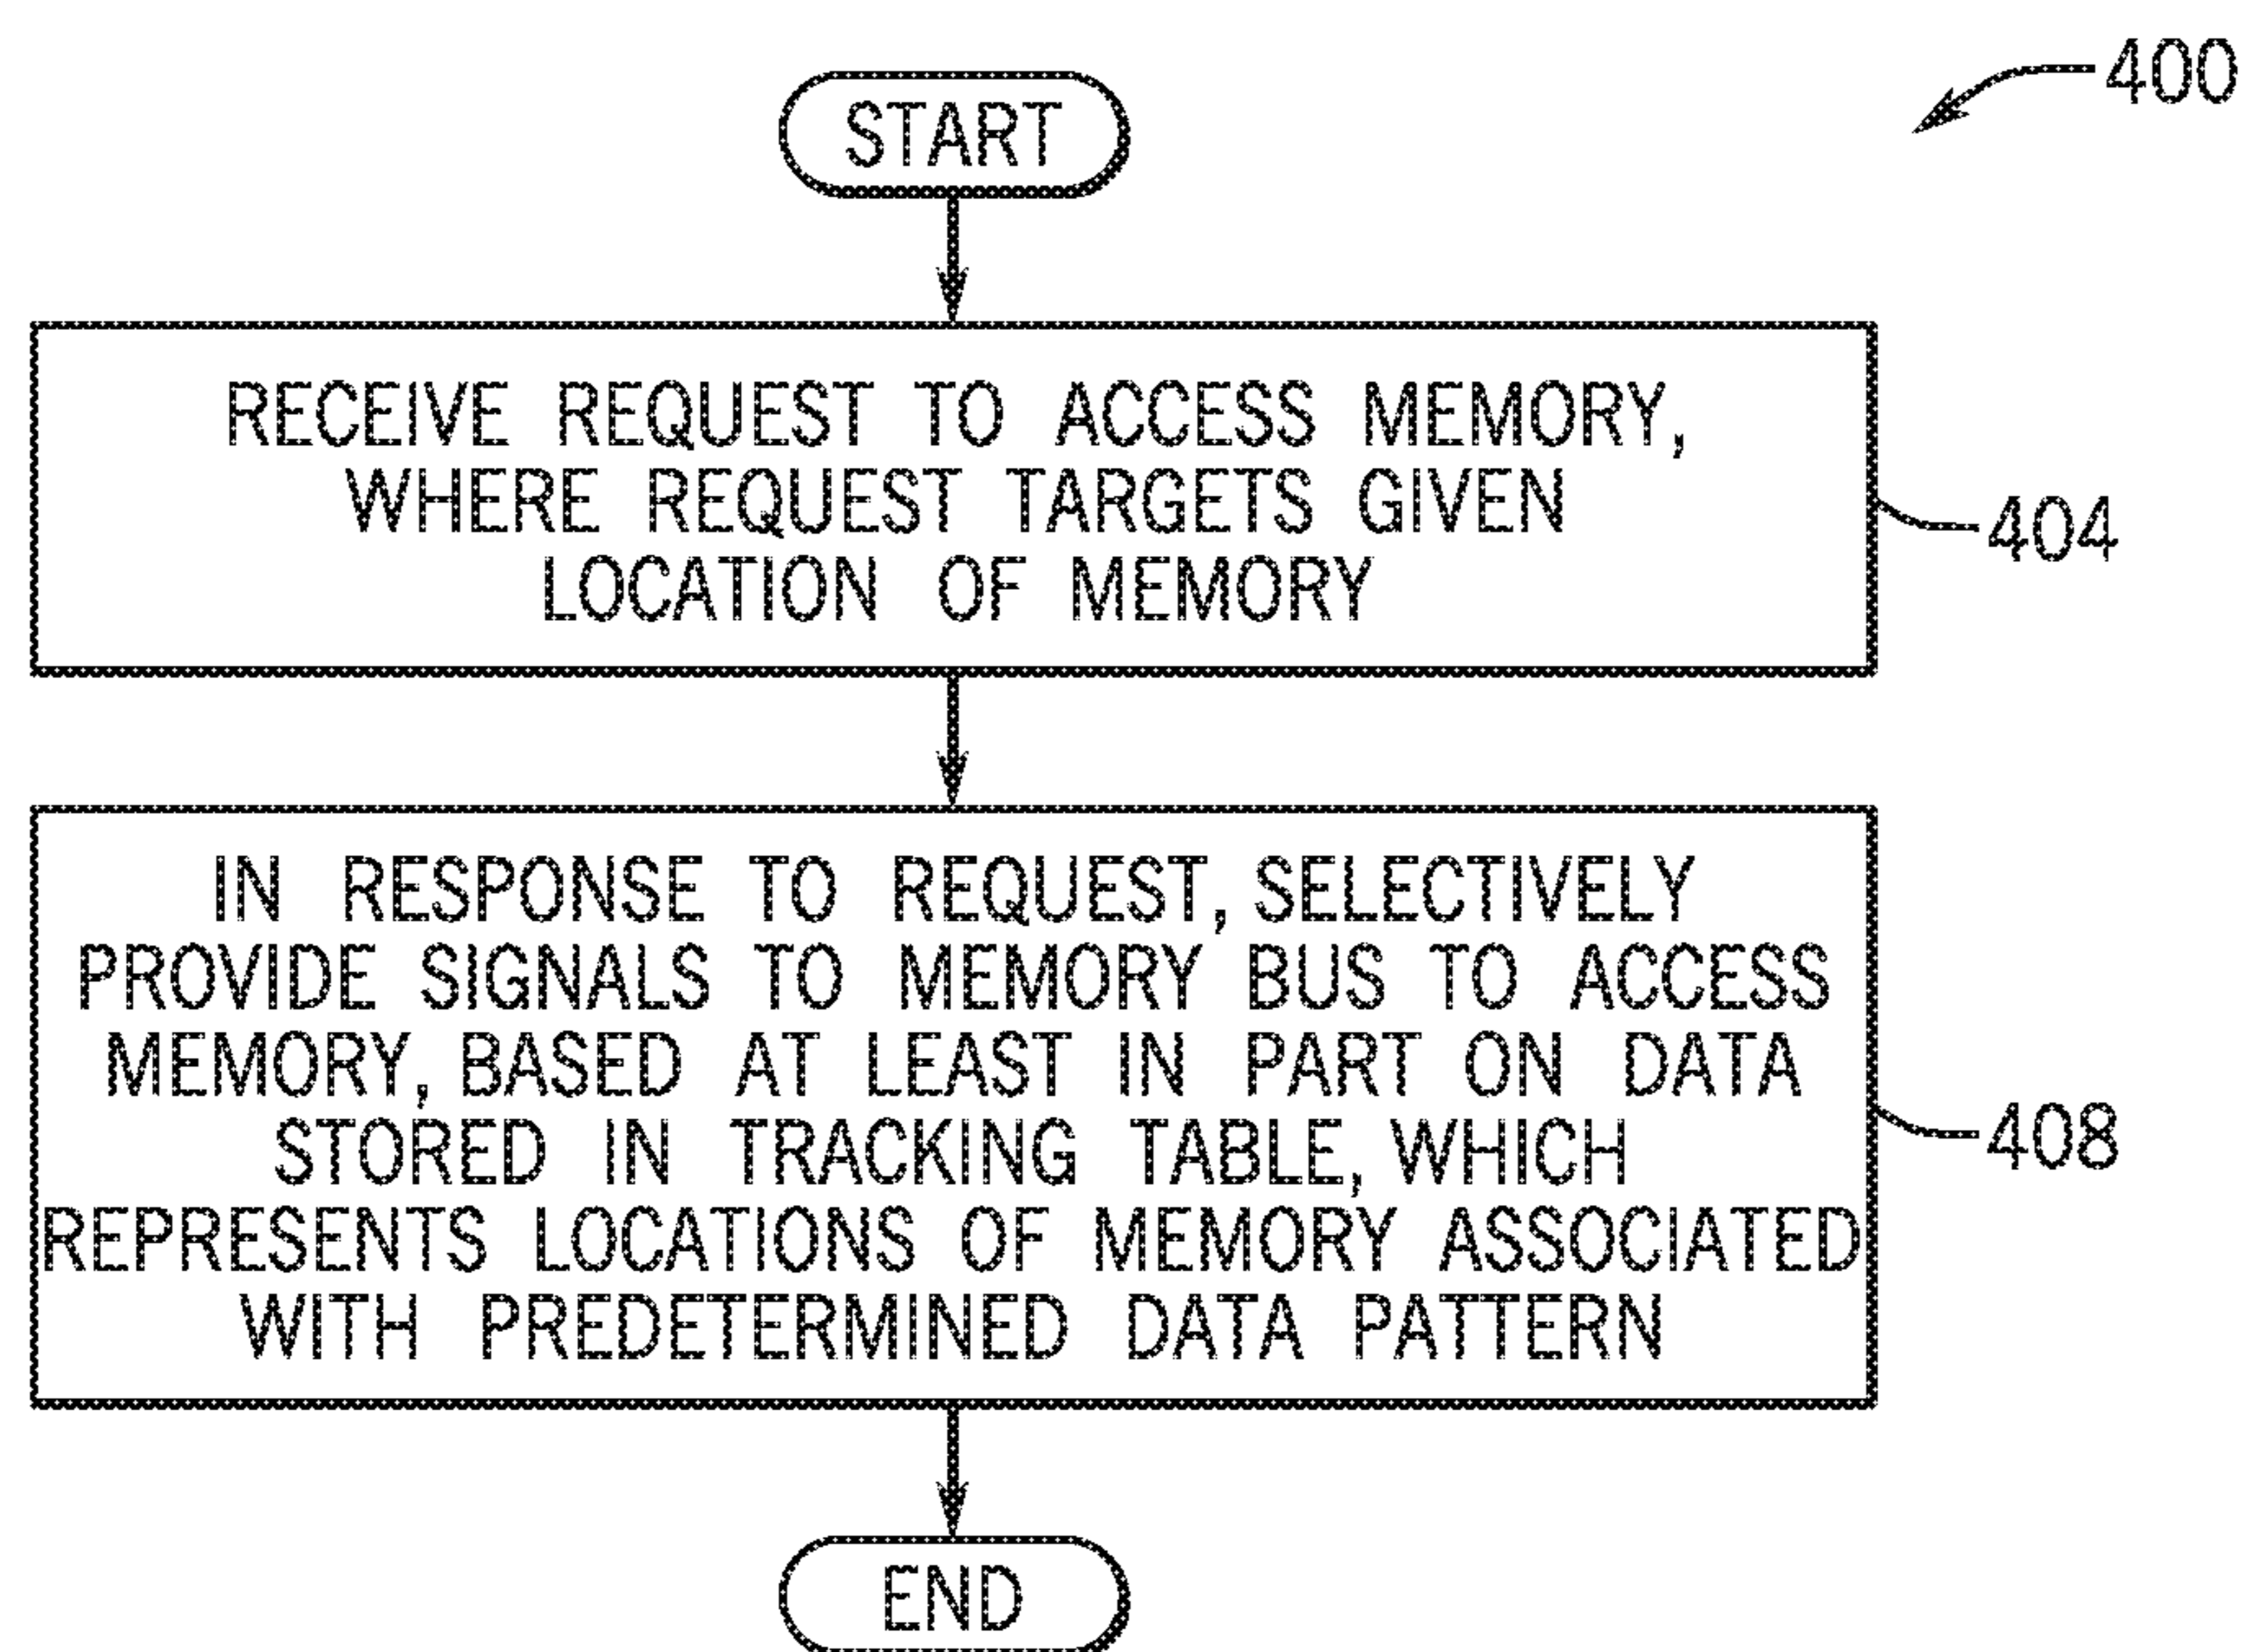 400
START
RECEIVE REQUEST TO ACCESS MEMORY,
WHERE REQUEST TARGETS GIVEN
LOCATION OF MEMORY
404
IN RESPONSE TO REQUEST, SELECTIVELY
PROVIDE SIGNALS TO MEMORY BUS TO ACCESS
MEMORY, BASED AT LEAST IN PART ON DATA
STORED IN TRACKING TABLE, WHICH
REPRESENTS LOCATIONS OF MEMORY ASSOCIATED
WITH PREDETERMINED DATA PATTERN
408
END